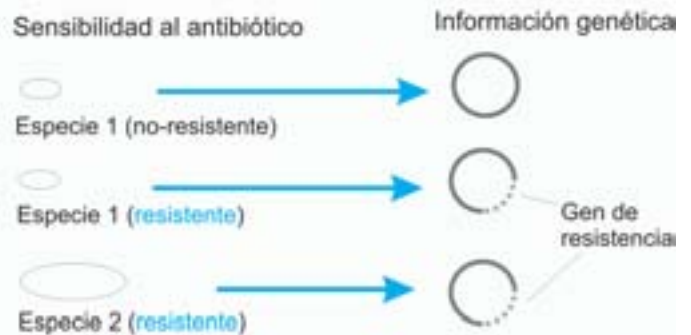 Sensibilidad al antibiótico
Información genética
Especie 1 (no-resistente)
Especie 1 (resistente)
Gen de
resistencia
Especie 2 (resistente)